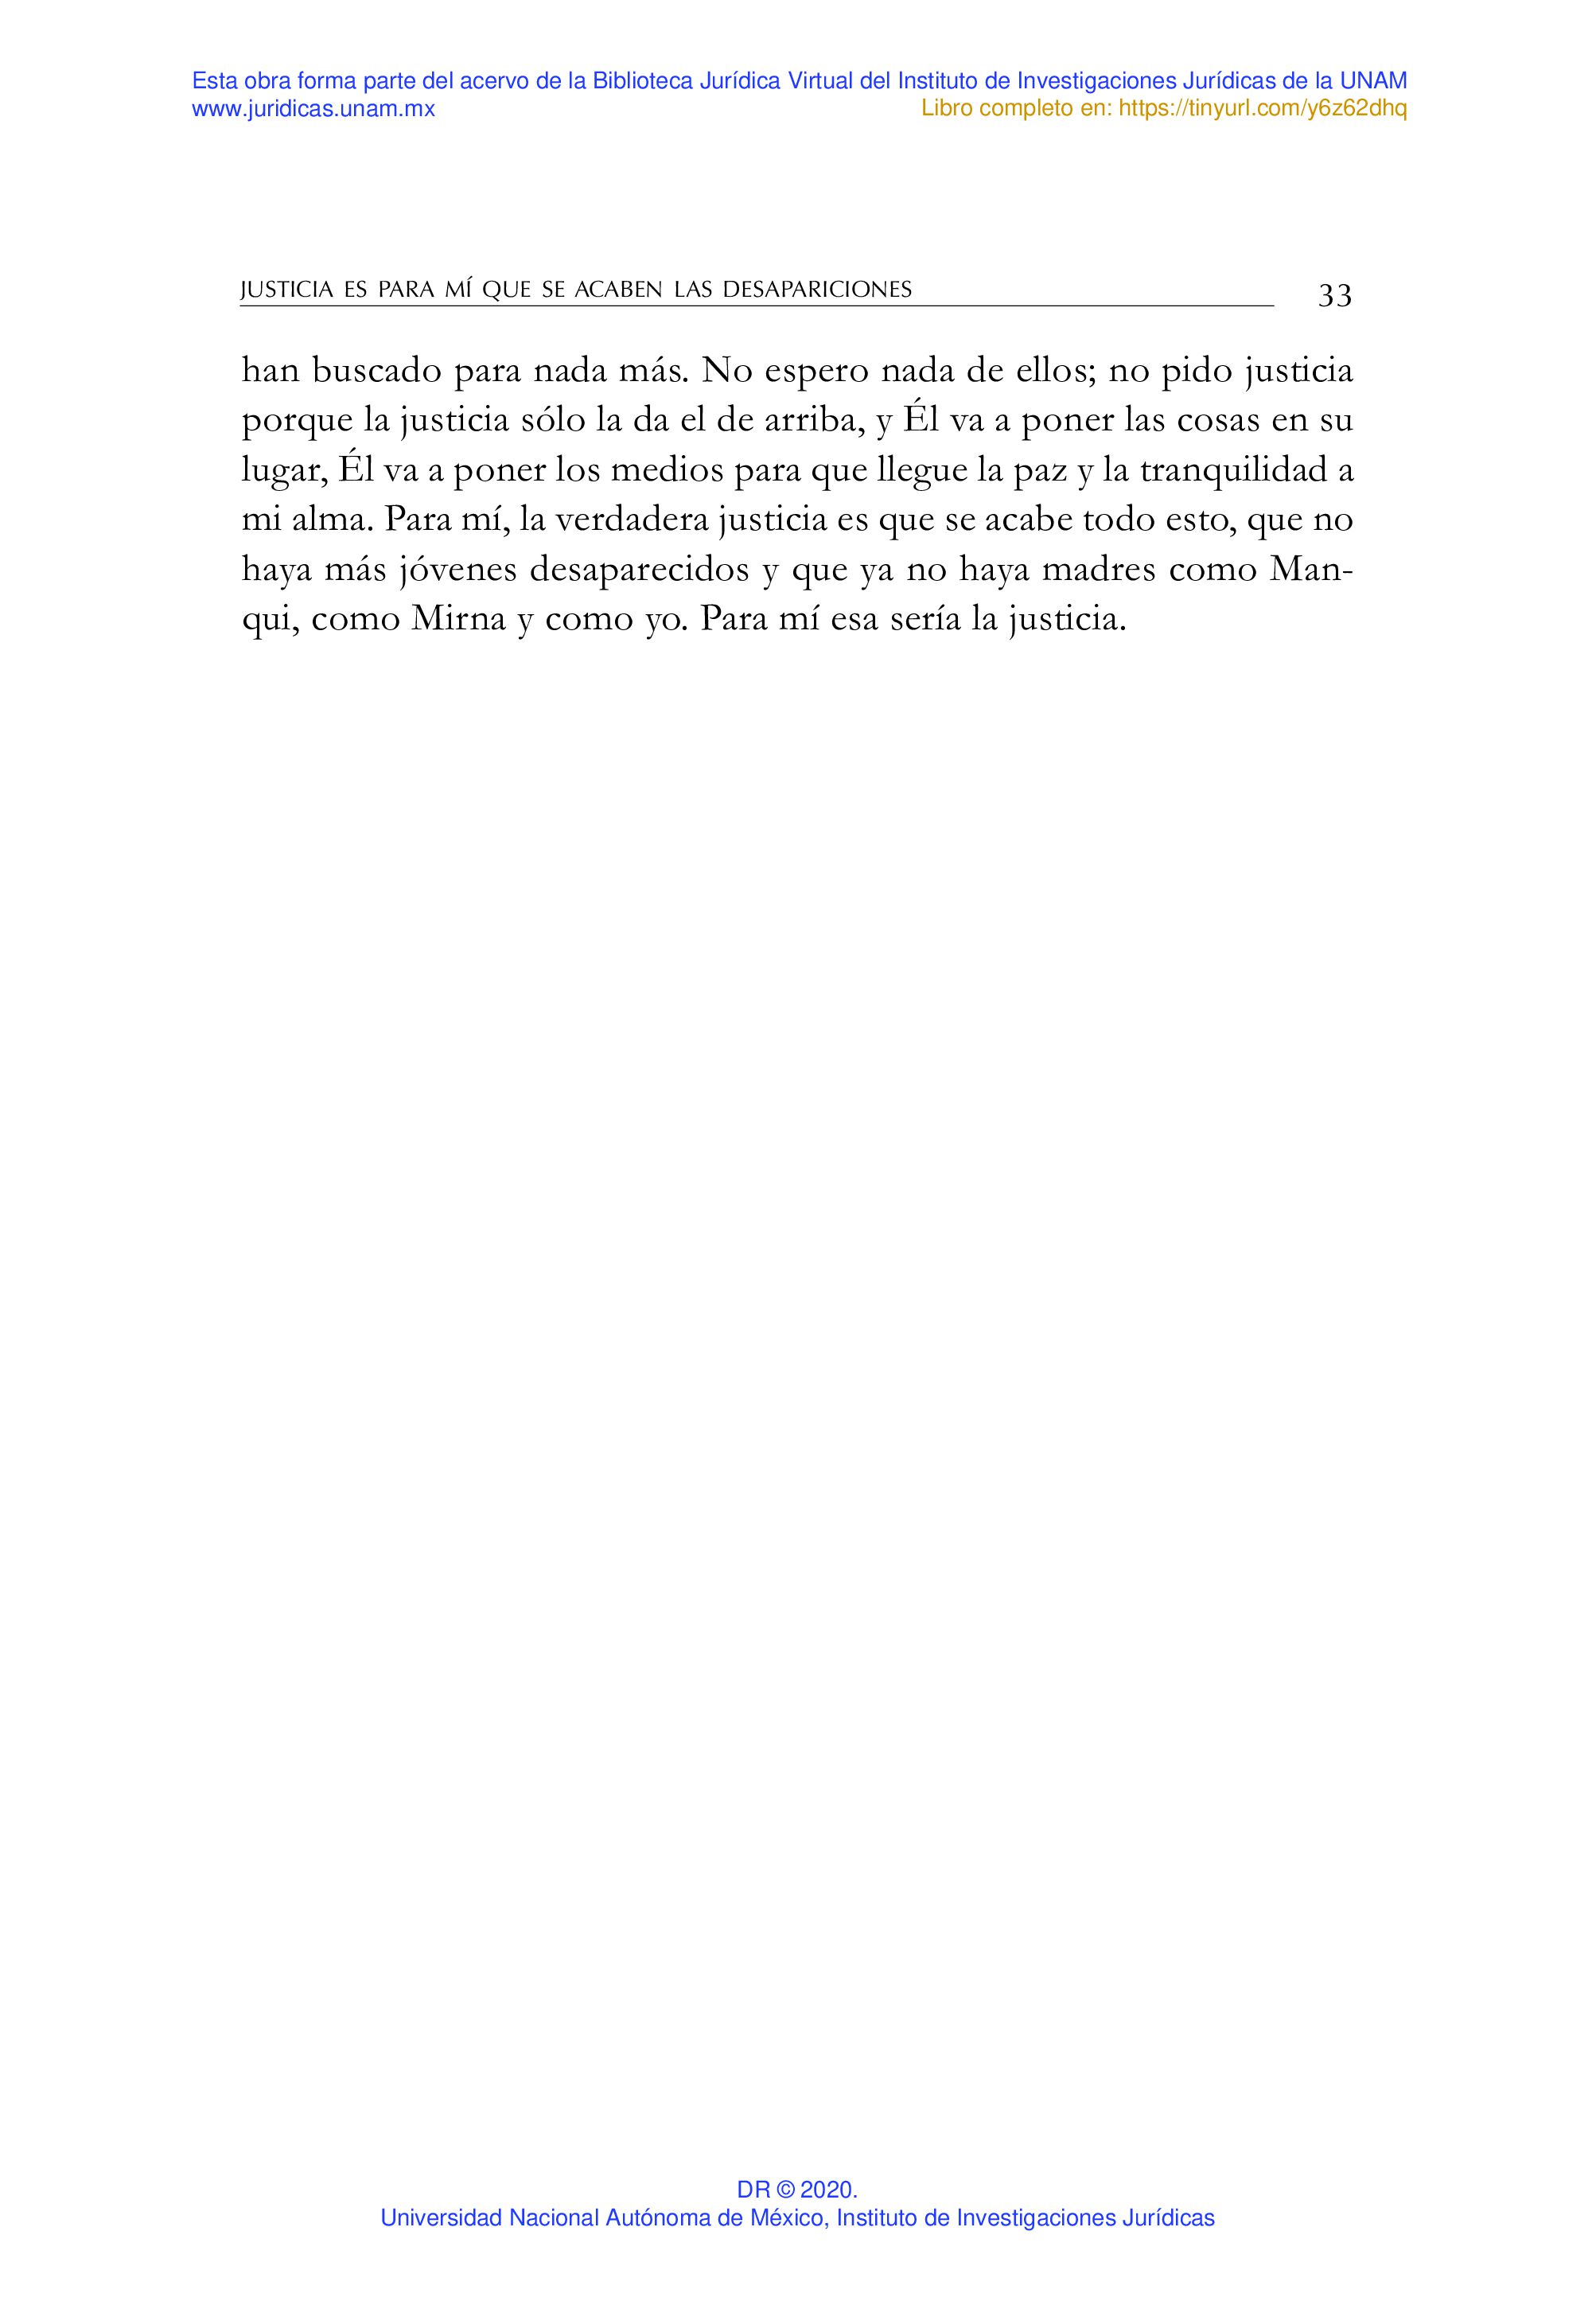 Esta obra forma parte del acervo de la Biblioteca Jurídica Virtual del Instituto de Investigaciones Jurídicas de la UNAM
www.juridicas.unam.mx Libro completo en: https://tinyurl.com/y6z62dhq
JUSTICIA ES PARA MÍ QUE SE ACABEN LAS DESAPARICIONES 33
han buscado para nada más. No espero nada de ellos; no pido justicia
porque la justicia sólo la da el de arriba, y Él va a poner las cosas en su
lugar, Él va a poner los medios para que llegue la paz y la tranquilidad a
mi alma. Para mí, la verdadera justicia es que se acabe todo esto, que no
haya más jóvenes desaparecidos y que ya no haya madres como Man-
qui, como Mirna y como yo. Para mí esa sería la justicia.
DR © 2020.
Universidad Nacional Autónoma de México, Instituto de Investigaciones Jurídicas